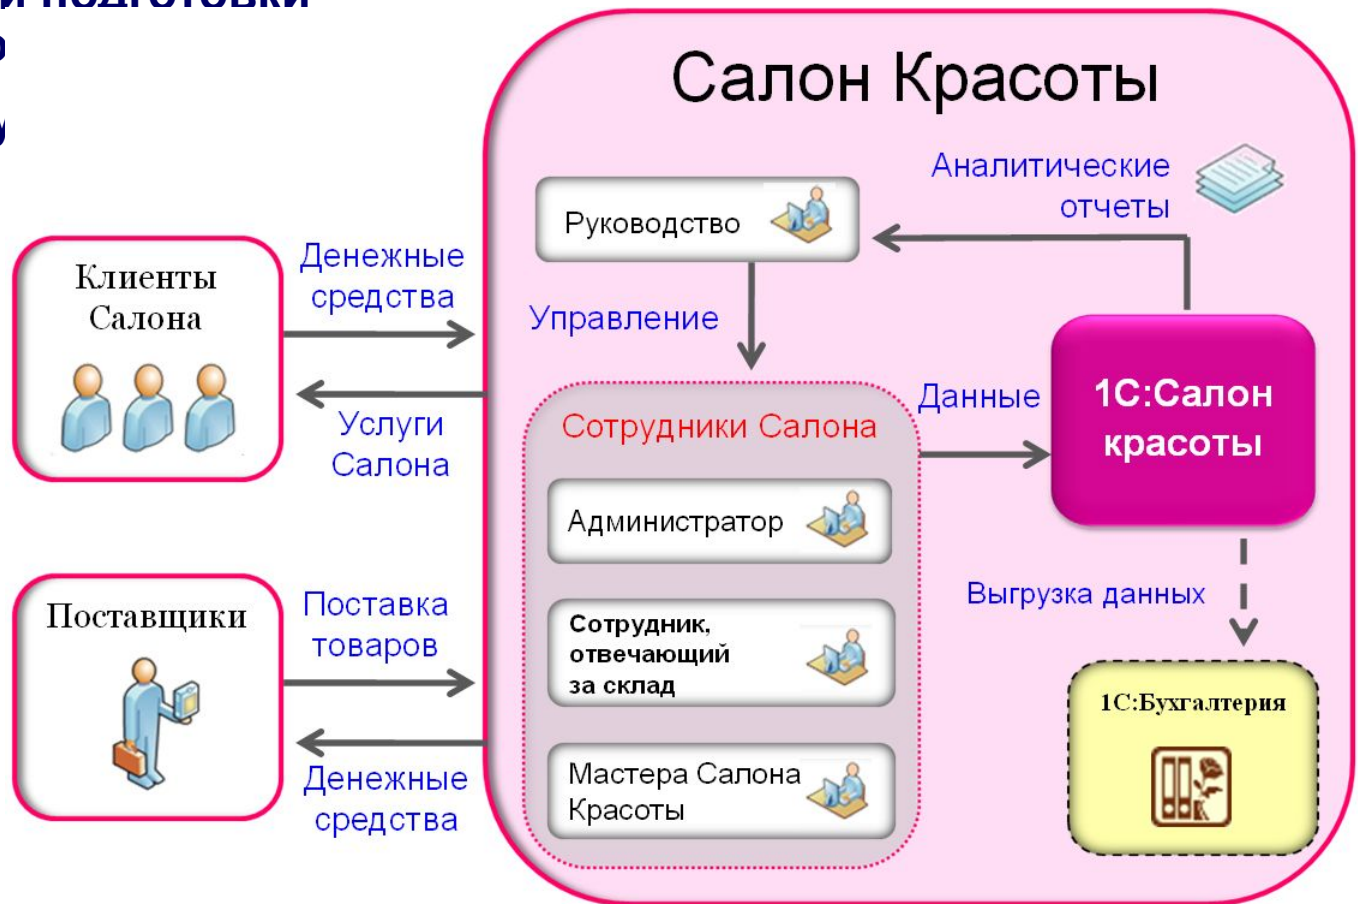 и подготовки
Салон Красоты
Аналитические
отчеты
Руководство
Денежные
средства
Клиенты
Салона
Управление
Услуги
Салона
Сотрудники Салона
Данные
1С:Салон
красоты
Администратор
Поставщики
Поставка
товаров
Сотрудник,
отвечающий
за склад
Выгрузка данных
1С:Бухгалтерия
Денежные
средства
Мастера Салона
Красоты